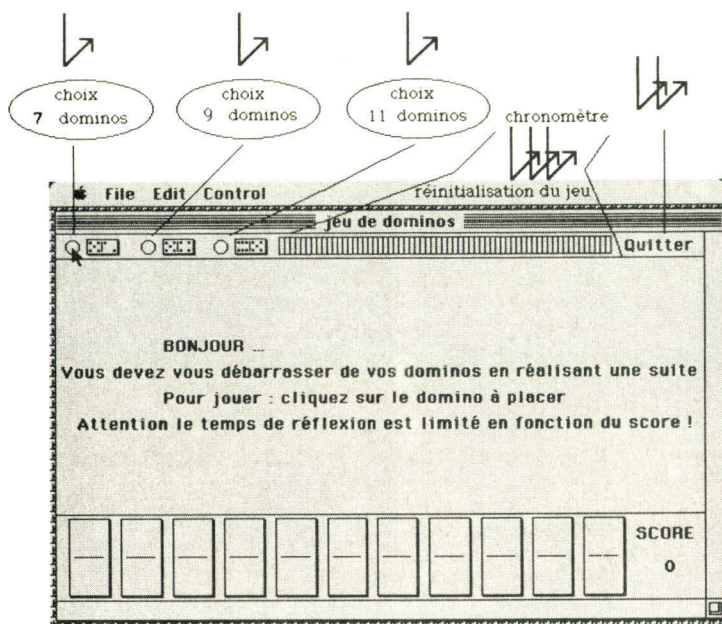 choix
7 dominos
choix
9 dominos
choix
11 dominos
chronomètre
réinitialisation du jeu
File Edit Control
jeu de dominos
Quitter
BONJOUR ...
Vous devez vous débarrasser de vos dominos en réalisant une suite
Pour jouer : cliquez sur le domino à placer
Attention le temps de réflexion est limité en fonction du score !
SCORE
0